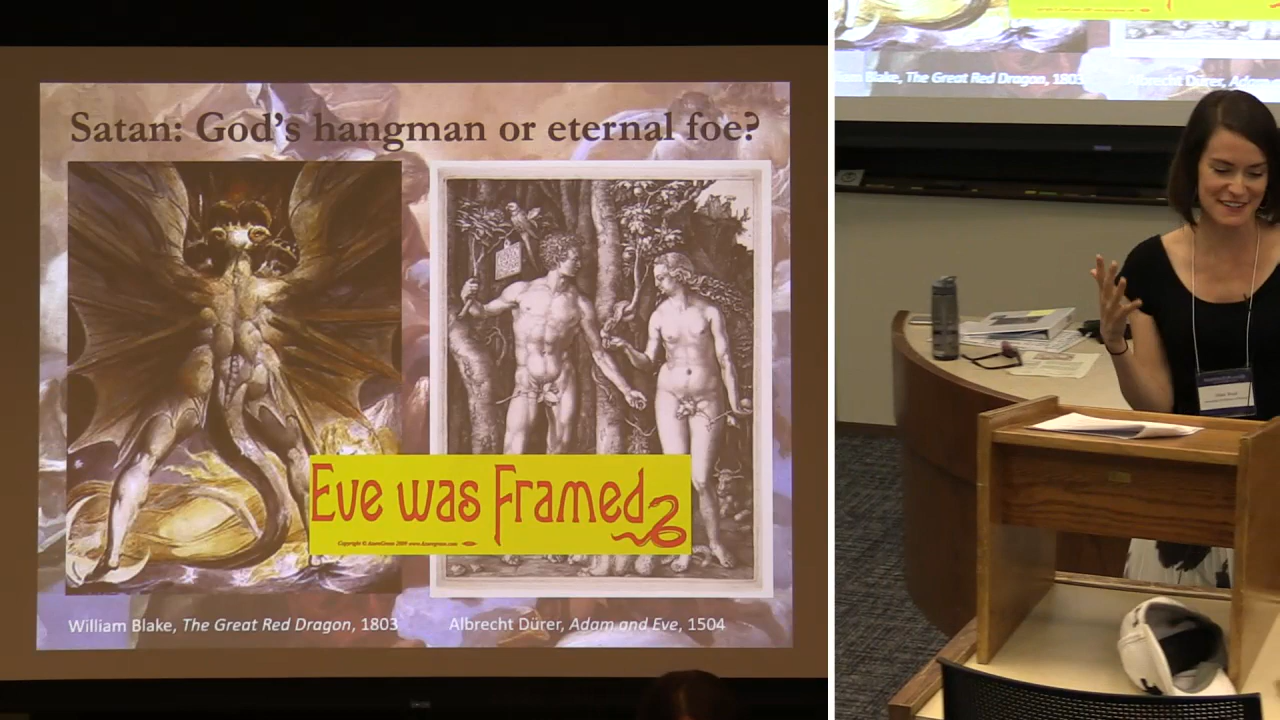 Satan: God's hangman or eternal foe?
Eve was Framed
Copyright © AzureGreen 2009 www.Azuregreen.com
William Blake, The Great Red Dragon, 1803
Albrecht Dürer, Adam and Eve, 1504
Blake, The Great Red Dragon, 1803
Albrecht Dürer, Adam